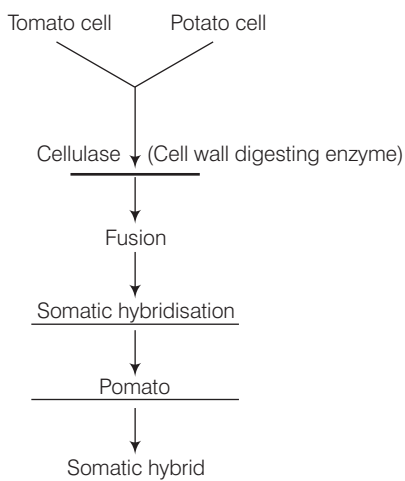 Tomato cell Potato cell
Cellulase (Cell wall digesting enzyme)
Fusion
Somatic hybridisation
Pomato
Somatic hybrid